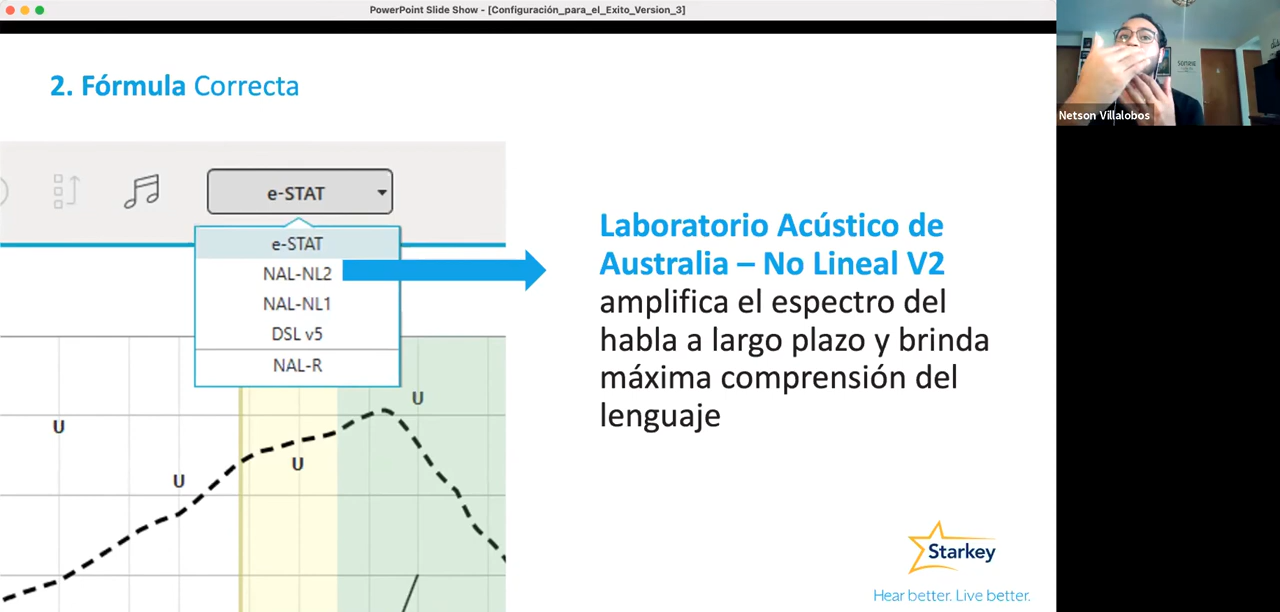 PowerPoint Slide Show - [Configuración_para_el_Exito_Version_3]
2. Fórmula Correcta
e-STAT
e-STAT
NAL-NL2
NAL-NL1
DSL v5
NAL-R
U
U
U
U
Laboratorio Acústico de
Australia – No Lineal V2
amplifica el espectro del
habla a largo plazo y brinda
máxima comprensión del
lenguaje
Starkey
Hear better. Live better.
Netson Villalobos